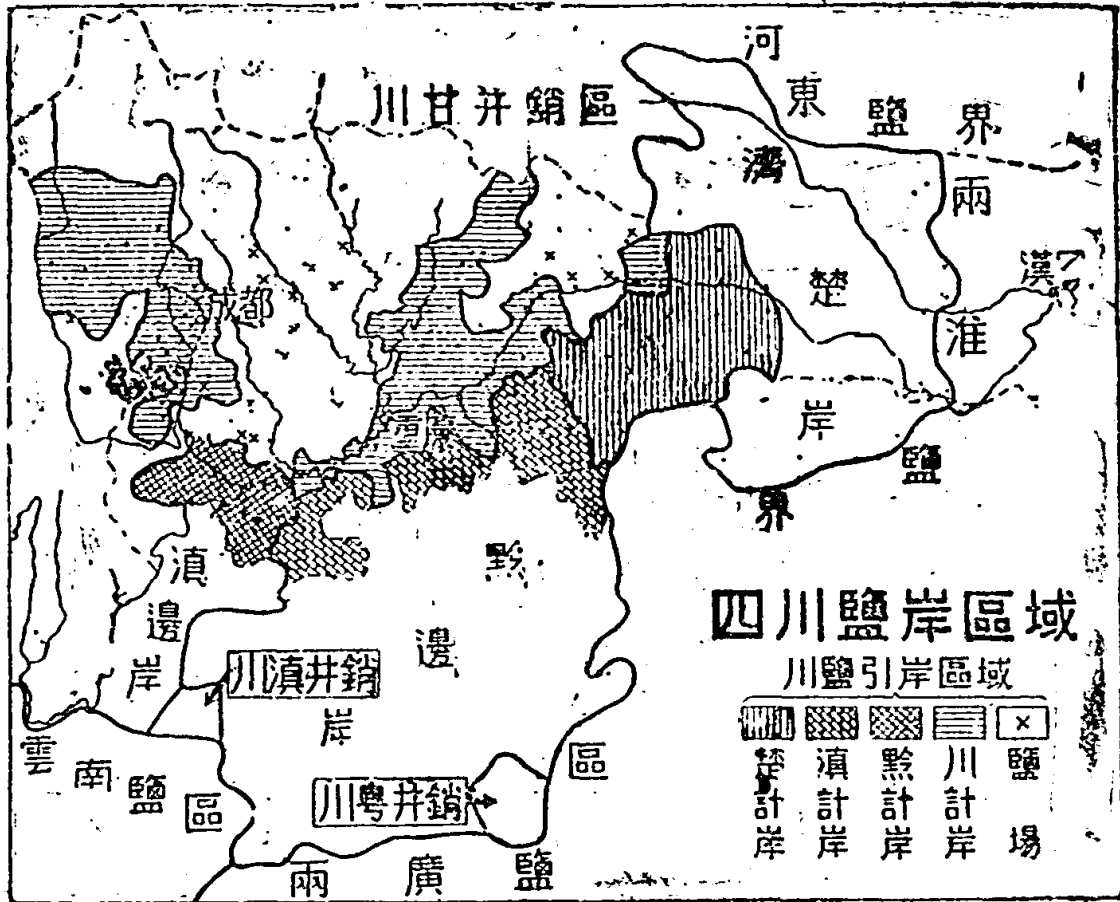 川甘并銷區
河東鹽界
兩淮鹽界
濟楚岸
成都
滇邊岸
黔邊岸
川滇并銷
川粵并銷
雲南鹽區
兩廣鹽區
四川鹽岸區域
川鹽引岸區域
楚計岸
滇計岸
黔計岸
川計岸
鹽場